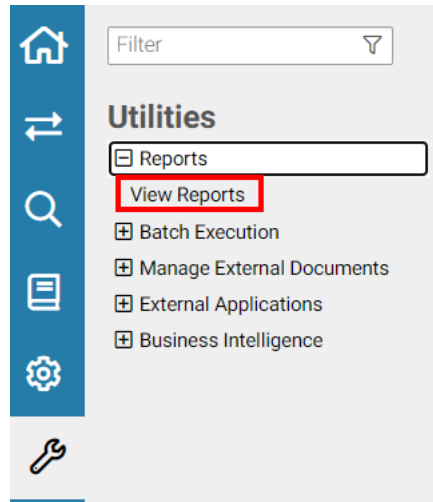 Filter
Utilities
Reports
View Reports
Batch Execution
Manage External Documents
External Applications
Business Intelligence